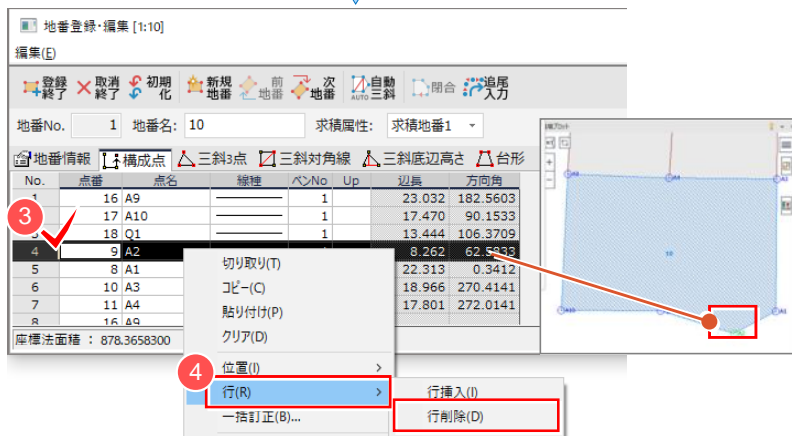 地番登録・編集 [1:10]
編集(E)
登録終了 取消終了 初期化 新規地番 前地番 次地番 AUTO 自動三斜 閉合 追尾入力
地番No. 1 地番名: 10 求積属性: 求積地番1
地番情報 構成点 三斜3点 三斜対角線 三斜底辺高さ 台形
No. 点番 点名 線種 ペンNo Up 辺長 方向角
1 16 A9 1 23.032 182.5603
17 A10 1 17.470 90.1533
3 18 Q1 1 13.444 106.3709
4 9 A2 8.262 62.5833
5 8 A1 22.313 0.3412
6 10 A3 18.966 270.4141
7 11 A4 17.801 272.0141
8 16 A9
座標法面積 : 878.3658300
3
切り取り(T)
コピー(C)
貼り付け(P)
クリア(D)
位置(I)
4
行(R)
一括訂正(B)...
行挿入(I)
行削除(D)
10